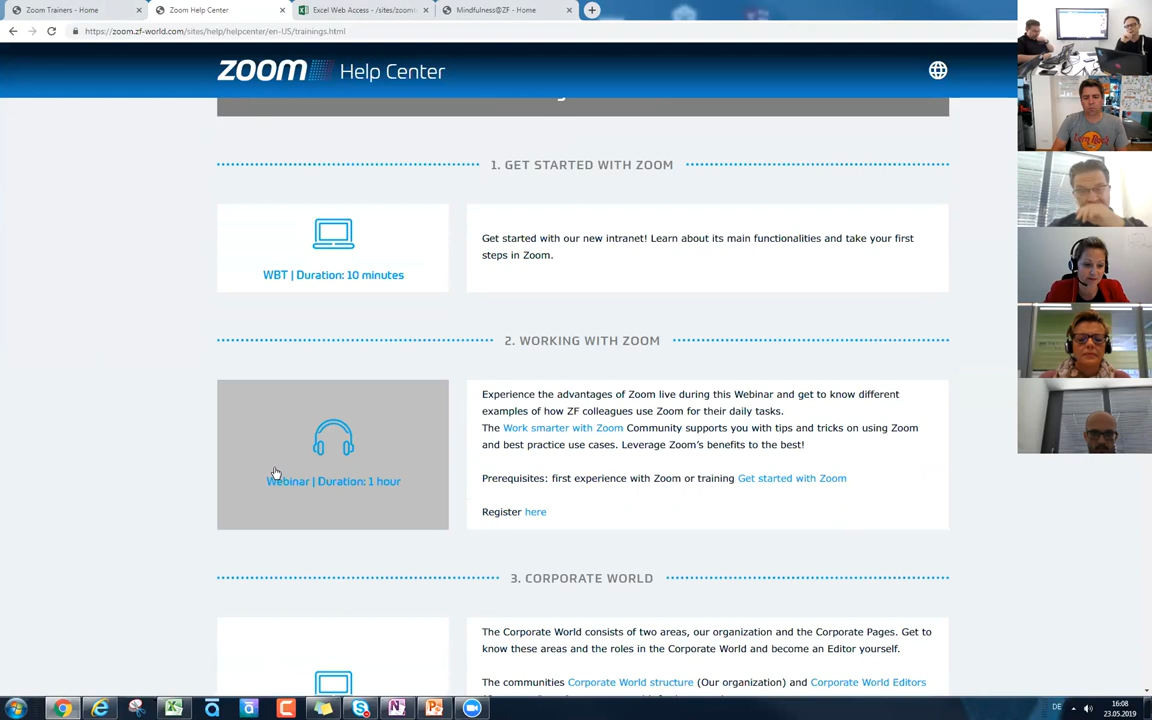 Zoom Trainers - Home
Zoom Help Center
Excel Web Access - /sites/zoom
Mindfulness@ZF - Home
https://zoom.zf-world.com/sites/help/helpcenter/en-US/trainings.html
ZOOM Help Center
1. GET STARTED WITH ZOOM
WBT | Duration: 10 minutes
Get started with our new intranet! Learn about its main functionalities and take your first
steps in Zoom.
2. WORKING WITH ZOOM
Webinar | Duration: 1 hour
Experience the advantages of Zoom live during this Webinar and get to know different
examples of how ZF colleagues use Zoom for their daily tasks.
The Work smarter with Zoom Community supports you with tips and tricks on using Zoom
and best practice use cases. Leverage Zoom's benefits to the best!
Prerequisites: first experience with Zoom or training Get started with Zoom
Register here
3. CORPORATE WORLD
The Corporate World consists of two areas, our organization and the Corporate Pages. Get to
know these areas and the roles in the Corporate World and become an Editor yourself.
The communities Corporate World structure (Our organization) and Corporate World Editors
DE
16:08
23.05.2019